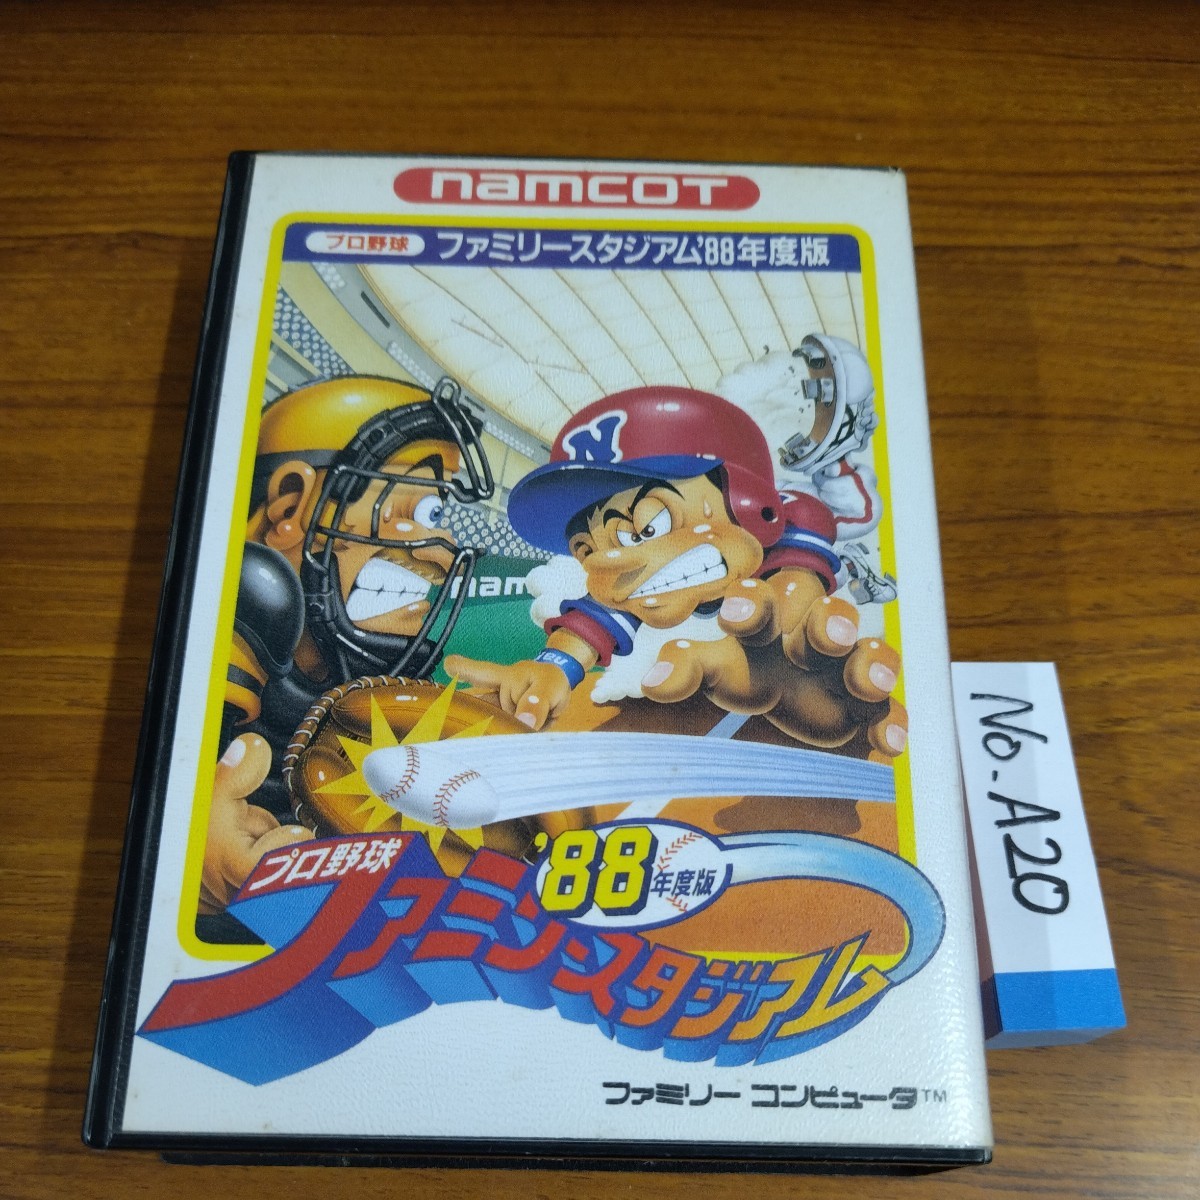 namcot
プロ野球 ファミリースタジアム'88年度版
N
nam
プロ野球
'88年度版
ファミリースタジアム
ファミリー コンピュータ™
No.A20